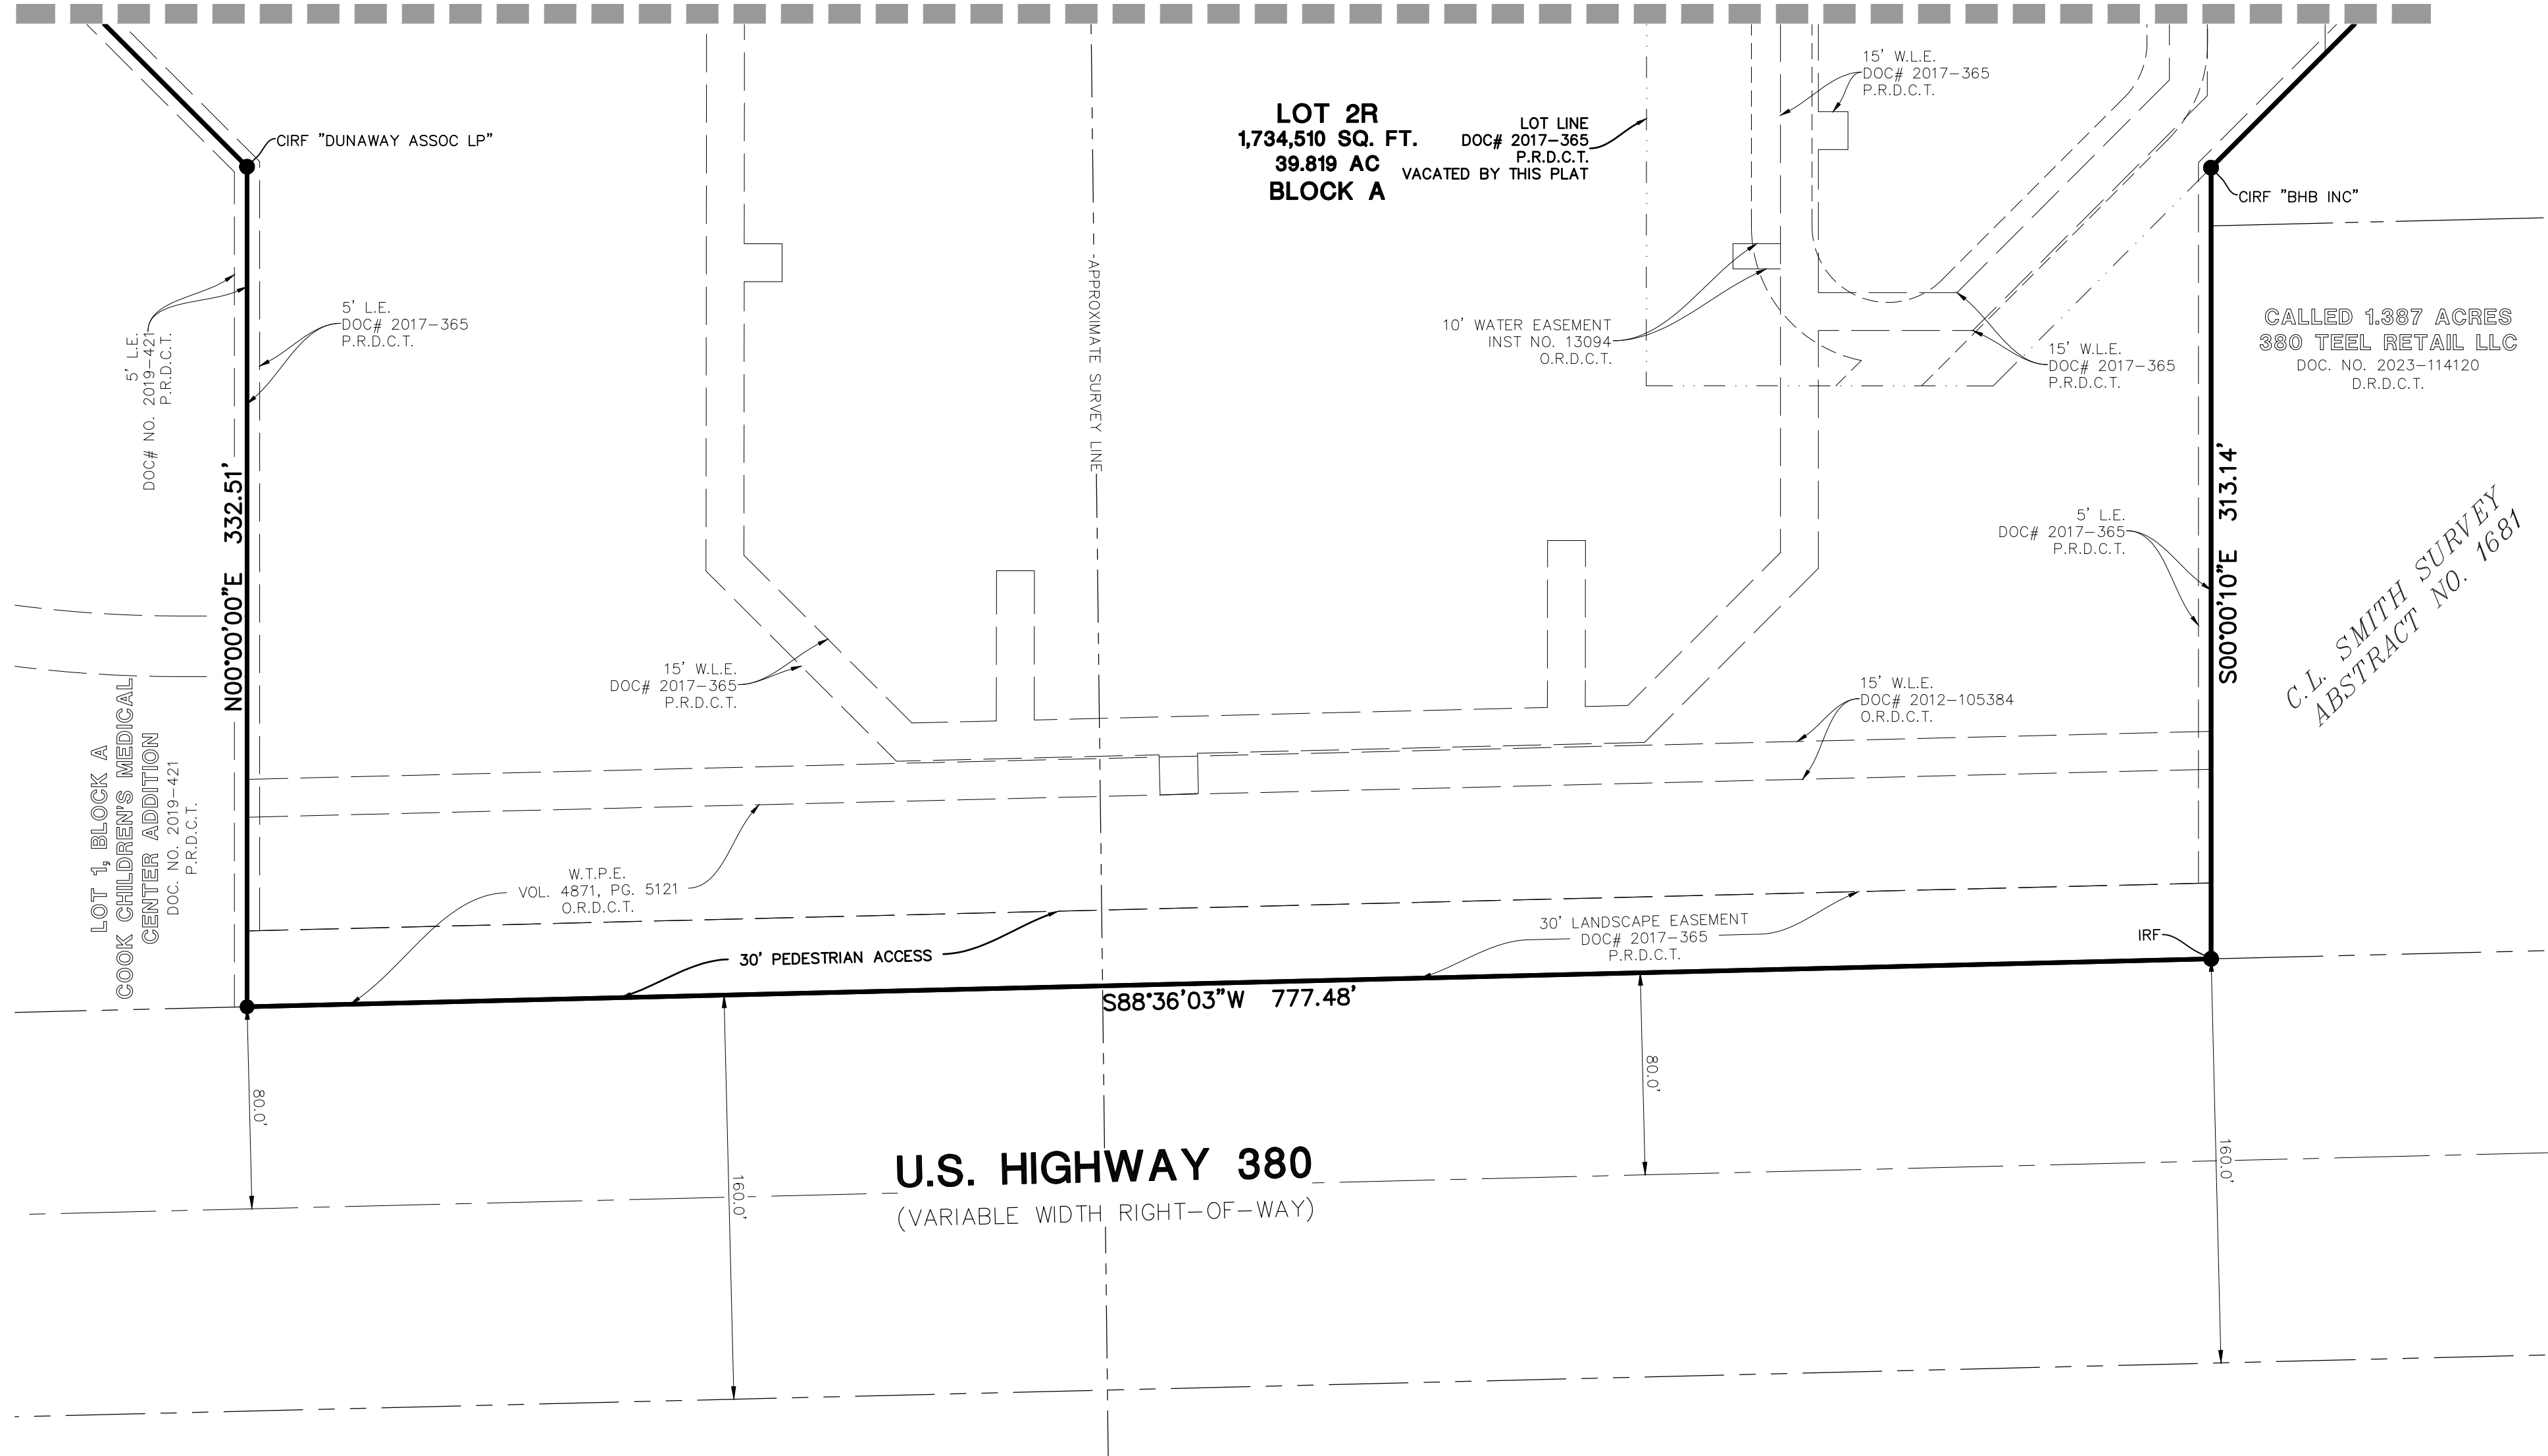 15' W.L.E.
DOC# 2017-365
P.R.D.C.T.
LOT 2R
1,734,510 SQ. FT.
39.819 AC
BLOCK A
LOT LINE
DOC# 2017-365
P.R.D.C.T.
VACATED BY THIS PLAT
CIRF "DUNAWAY ASSOC LP"
CIRF "BHB INC"
APPROXIMATE SURVEY LINE
5' L.E.
DOC# NO. 2019-421
P.R.D.C.T.
5' L.E.
DOC# 2017-365
P.R.D.C.T.
10' WATER EASEMENT
INST NO. 13094
O.R.D.C.T.
15' W.L.E.
DOC# 2017-365
P.R.D.C.T.
CALLED 1.387 ACRES
380 TEEL RETAIL LLC
DOC. NO. 2023-114120
D.R.D.C.T.
N00°00'00"E 332.51'
S00°00'10"E 313.14'
5' L.E.
DOC# 2017-365
P.R.D.C.T.
C.L. SMITH SURVEY
ABSTRACT NO. 1681
15' W.L.E.
DOC# 2017-365
P.R.D.C.T.
15' W.L.E.
DOC# 2012-105384
O.R.D.C.T.
LOT 1, BLOCK A
COOK CHILDREN'S MEDICAL
CENTER ADDITION
DOC. NO. 2019-421
P.R.D.C.T.
W.T.P.E.
VOL. 4871, PG. 5121
O.R.D.C.T.
30' PEDESTRIAN ACCESS
30' LANDSCAPE EASEMENT
DOC# 2017-365
P.R.D.C.T.
IRF
S88°36'03"W 777.48'
80.0'
160.0'
80.0'
160.0'
U.S. HIGHWAY 380
(VARIABLE WIDTH RIGHT-OF-WAY)